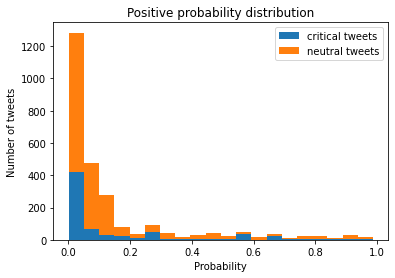 Positive probability distribution
critical tweets
neutral tweets
1200
1000
800
600
400
200
0
Number of tweets
0.0 0.2 0.4 0.6 0.8 1.0
Probability